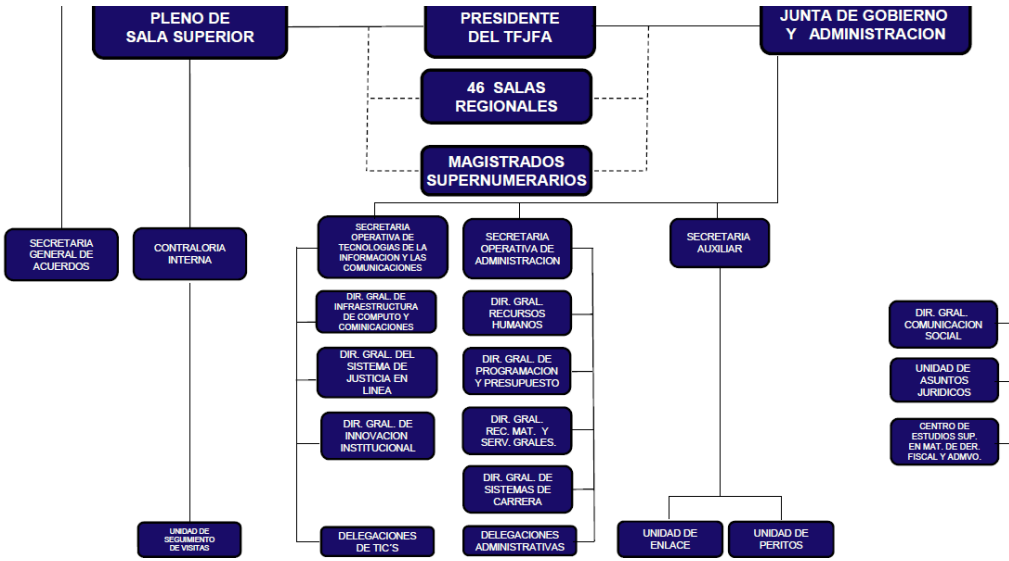 PLENO DE
SALA SUPERIOR
PRESIDENTE
DEL TFJFA
JUNTA DE GOBIERNO
Y ADMINISTRACION
46 SALAS
REGIONALES
MAGISTRADOS
SUPERNUMERARIOS
SECRETARIA
GENERAL DE
ACUERDOS
CONTRALORIA
INTERNA
SECRETARIA
OPERATIVA DE
TECNOLOGIAS DE LA
INFORMACION Y LAS
COMUNICACIONES
SECRETARIA
OPERATIVA DE
ADMINISTRACION
SECRETARIA
AUXILIAR
DIR. GRAL. DE
INFRAESTRUCTURA
DE COMPUTO Y
COMINICACIONES
DIR. GRAL.
RECURSOS
HUMANOS
DIR. GRAL.
COMUNICACION
SOCIAL
DIR. GRAL. DEL
SISTEMA DE
JUSTICIA EN
LINEA
DIR. GRAL. DE
PROGRAMACION
Y PRESUPUESTO
UNIDAD DE
ASUNTOS
JURIDICOS
DIR. GRAL. DE
INNOVACION
INSTITUCIONAL
DIR. GRAL.
REC. MAT. Y
SERV. GRALES.
CENTRO DE
ESTUDIOS SUP.
EN MAT. DE DER.
FISCAL Y ADMVO.
DIR. GRAL. DE
SISTEMAS DE
CARRERA
UNIDAD DE
SEGUIMIENTO
DE VISITAS
DELEGACIONES
DE TIC´S
DELEGACIONES
ADMINISTRATIVAS
UNIDAD DE
ENLACE
UNIDAD DE
PERITOS